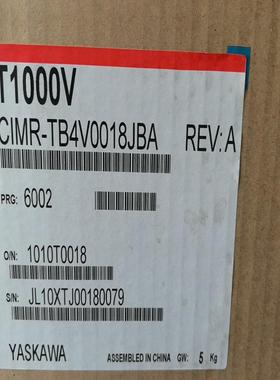 T1000V
CIMR-TB4V0018JBA REV: A
PRG: 6002
O/N: 1010T0018
S/N: JL10XTJ00180079
YASKAWA ASSEMBLED IN CHINA GW: 5 Kg